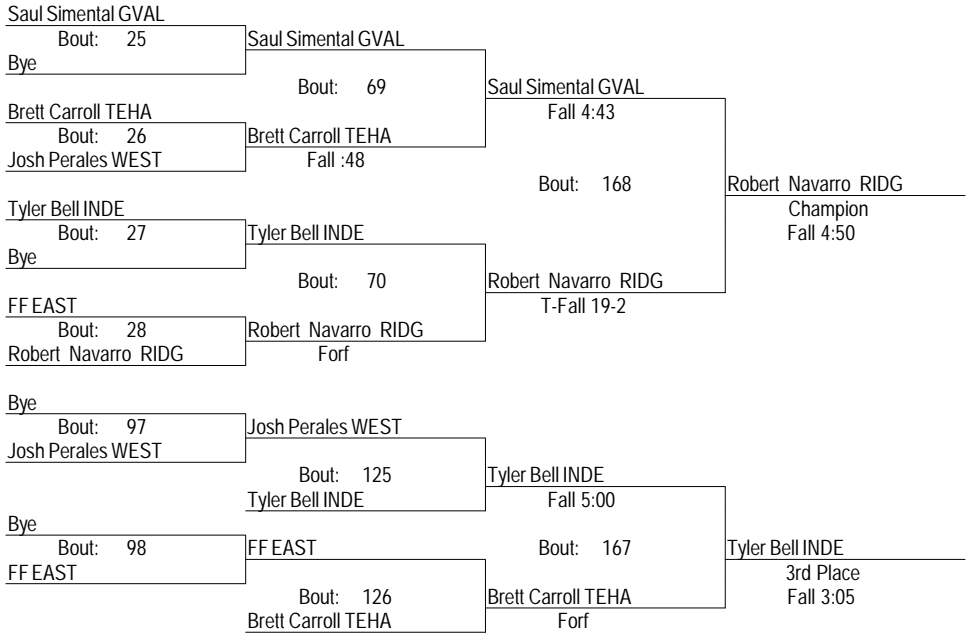 Saul Simental GVAL
Bout: 25
Saul Simental GVAL
Bye
Bout: 69
Saul Simental GVAL
Fall 4:43
Brett Carroll TEHA
Bout: 26
Brett Carroll TEHA
Josh Perales WEST
Fall :48
Bout: 168
Robert Navarro RIDG
Champion
Fall 4:50
Tyler Bell INDE
Bout: 27
Tyler Bell INDE
Bye
Bout: 70
Robert Navarro RIDG
T-Fall 19-2
FF EAST
Bout: 28
Robert Navarro RIDG
Robert Navarro RIDG
Forf
Bye
Bout: 97
Josh Perales WEST
Josh Perales WEST
Bout: 125
Tyler Bell INDE
Tyler Bell INDE
Fall 5:00
Bye
Bout: 98
FF EAST
Bout: 167
Tyler Bell INDE
FF EAST
3rd Place
Bout: 126
Brett Carroll TEHA
Fall 3:05
Brett Carroll TEHA
Forf